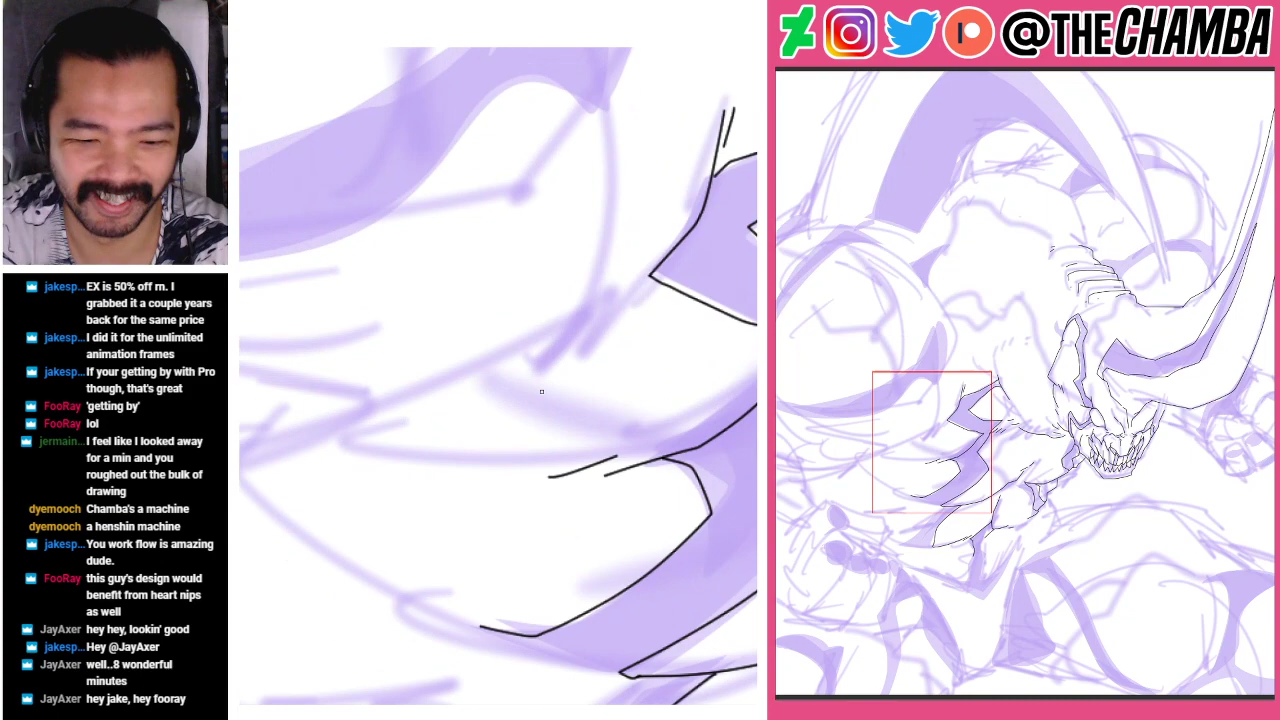 @THECHAMBA
jakesp... EX is 50% off rn. I
grabbed it a couple years
back for the same price
jakesp... I did it for the unlimited
animation frames
jakesp... If your getting by with Pro
though, that's great
FooRay 'getting by'
FooRay lol
jermain... I feel like I looked away
for a min and you
roughed out the bulk of
drawing
dyemooch Chamba's a machine
dyemooch a henshin machine
jakesp... You work flow is amazing
dude.
FooRay this guy's design would
benefit from heart nips
as well
JayAxer hey hey, lookin' good
jakesp... Hey @JayAxer
JayAxer well..8 wonderful
minutes
JayAxer hey jake, hey fooray